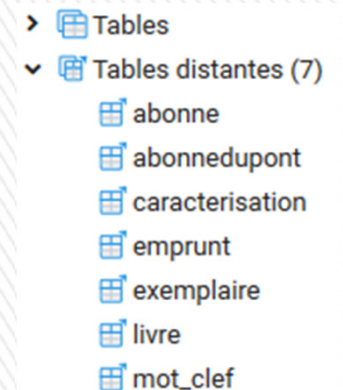 Tables
Tables distantes (7)
abonne
abonnedupont
caracterisation
emprunt
exemplaire
livre
mot_clef